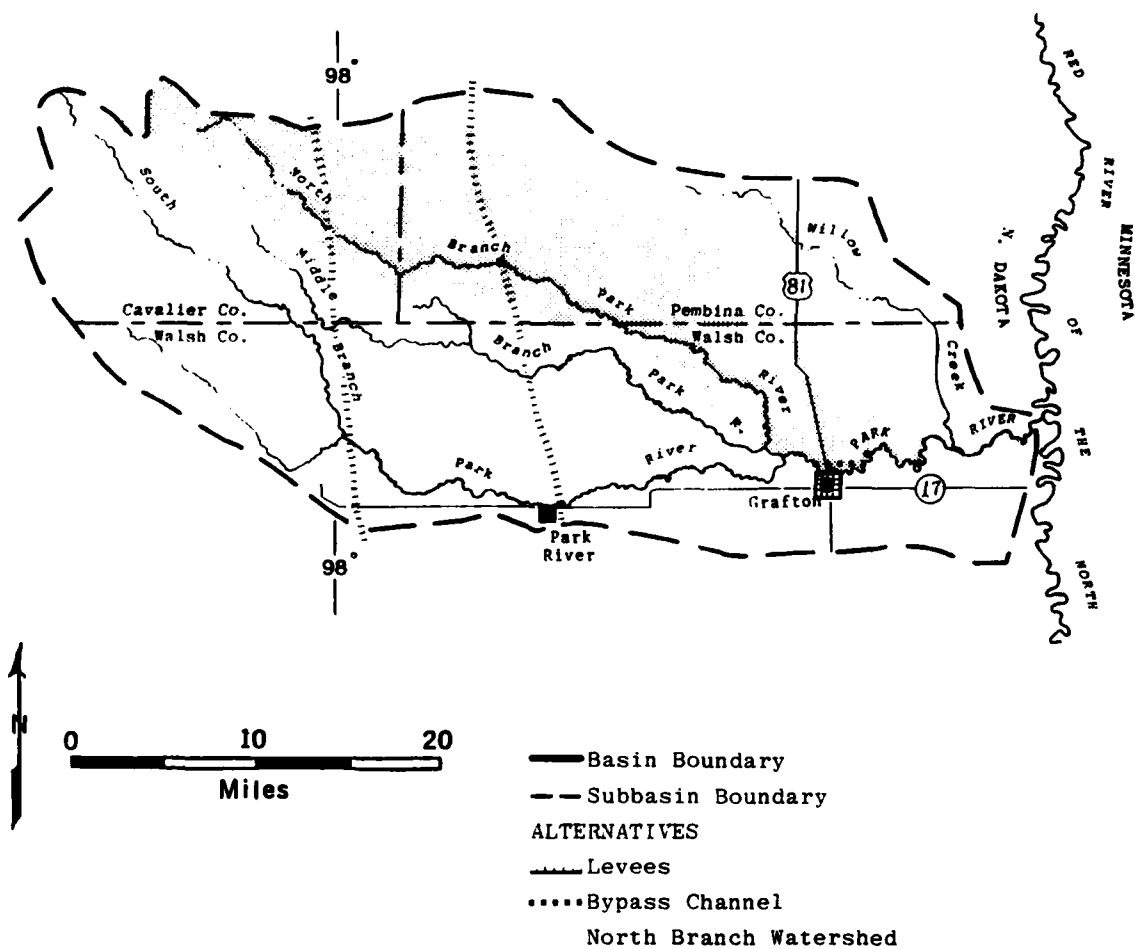 98°
RED
RIVER
OF
THE
NORTH
MINNESOTA
N. DAKOTA
South
North
Branch
Park
River
Willow
Creek
81
Middle
Branch
Cavalier Co.
Walsh Co.
Pembina Co.
Walsh Co.
Branch
Park
R.
PARK
RIVER
Park
River
Grafton
17
Park
River
98°
N
0 10 20
Miles
Basin Boundary
Subbasin Boundary
ALTERNATIVES
Levees
Bypass Channel
North Branch Watershed